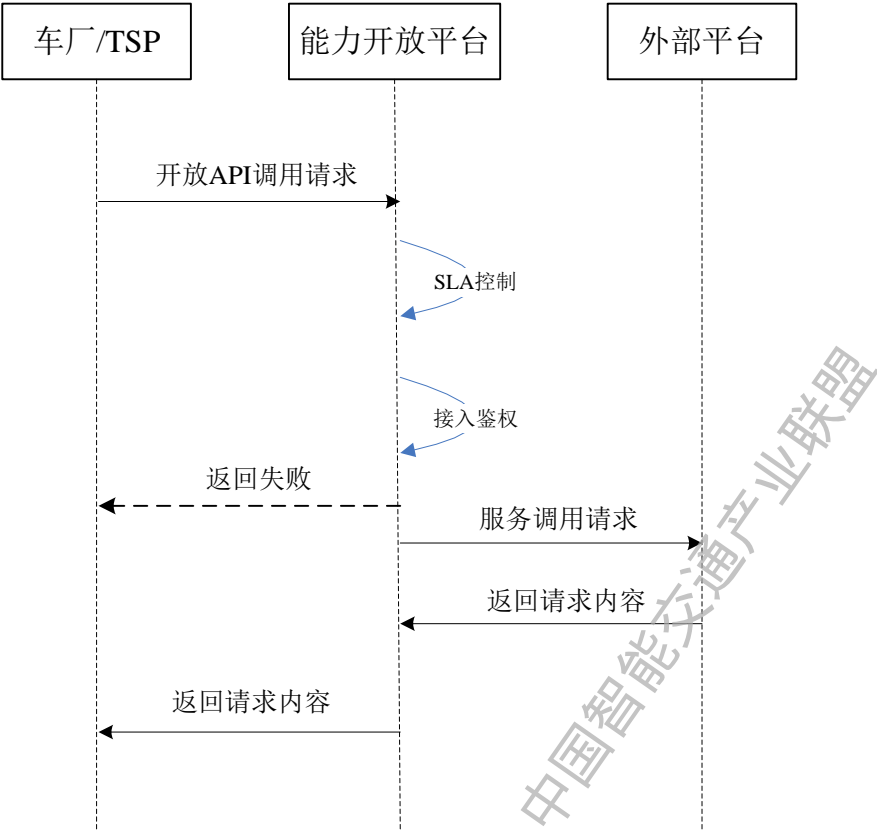 车厂/TSP
能力开放平台
外部平台
开放API调用请求
SLA控制
接入鉴权
返回失败
服务调用请求
返回请求内容
返回请求内容
中国智能交通产业联盟